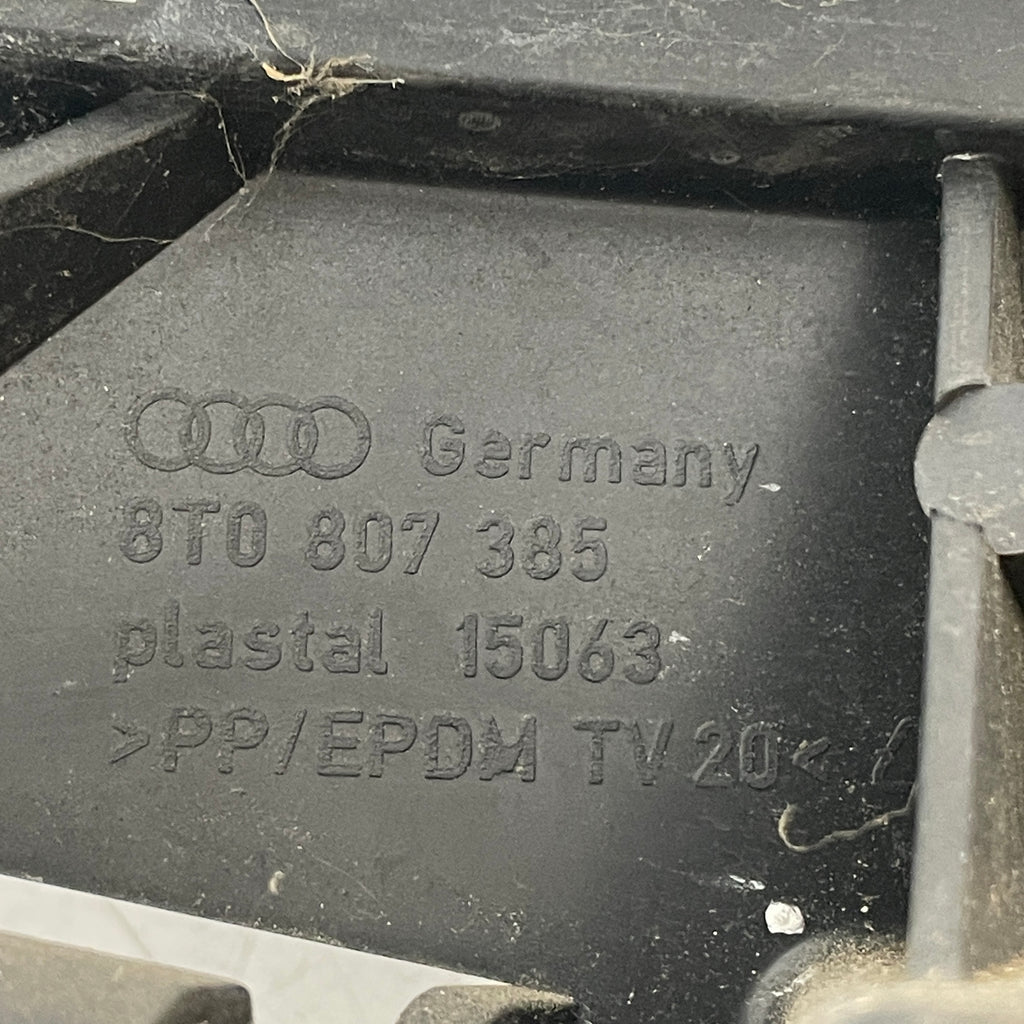 Germany
8T0 807 385
plastal 15063
>PP/EPDM TV 20<